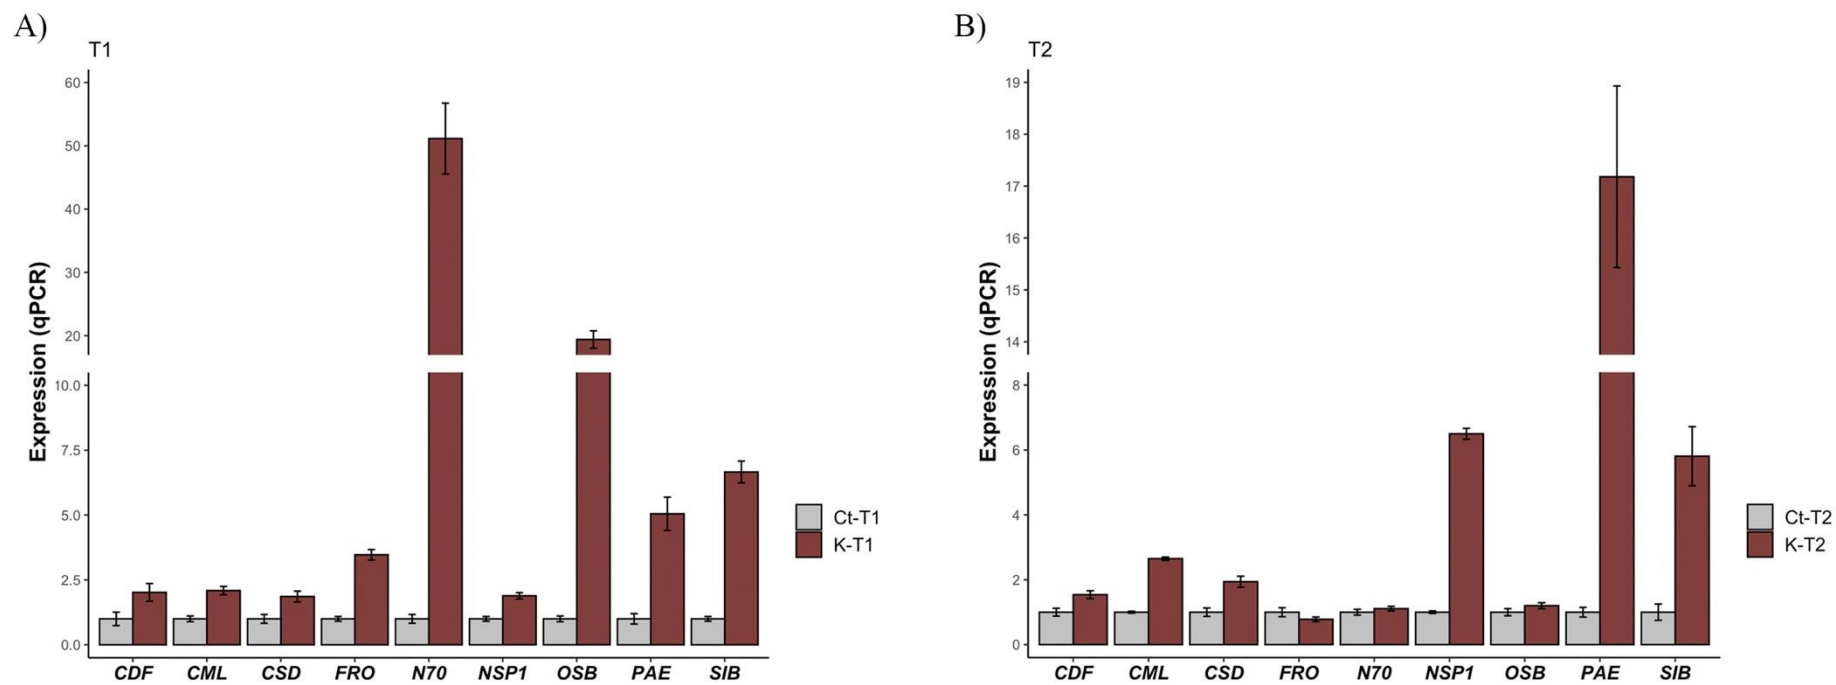 A)
T1
Expression (qPCR)
60
50
40
30
20
10.0
7.5
5.0
2.5
0.0
CDF CML CSD FRO N70 NSP1 OSB PAE SIB
Ct-T1
K-T1
B)
T2
Expression (qPCR)
19
18
17
16
15
14
8
6
4
2
0
CDF CML CSD FRO N70 NSP1 OSB PAE SIB
Ct-T2
K-T2